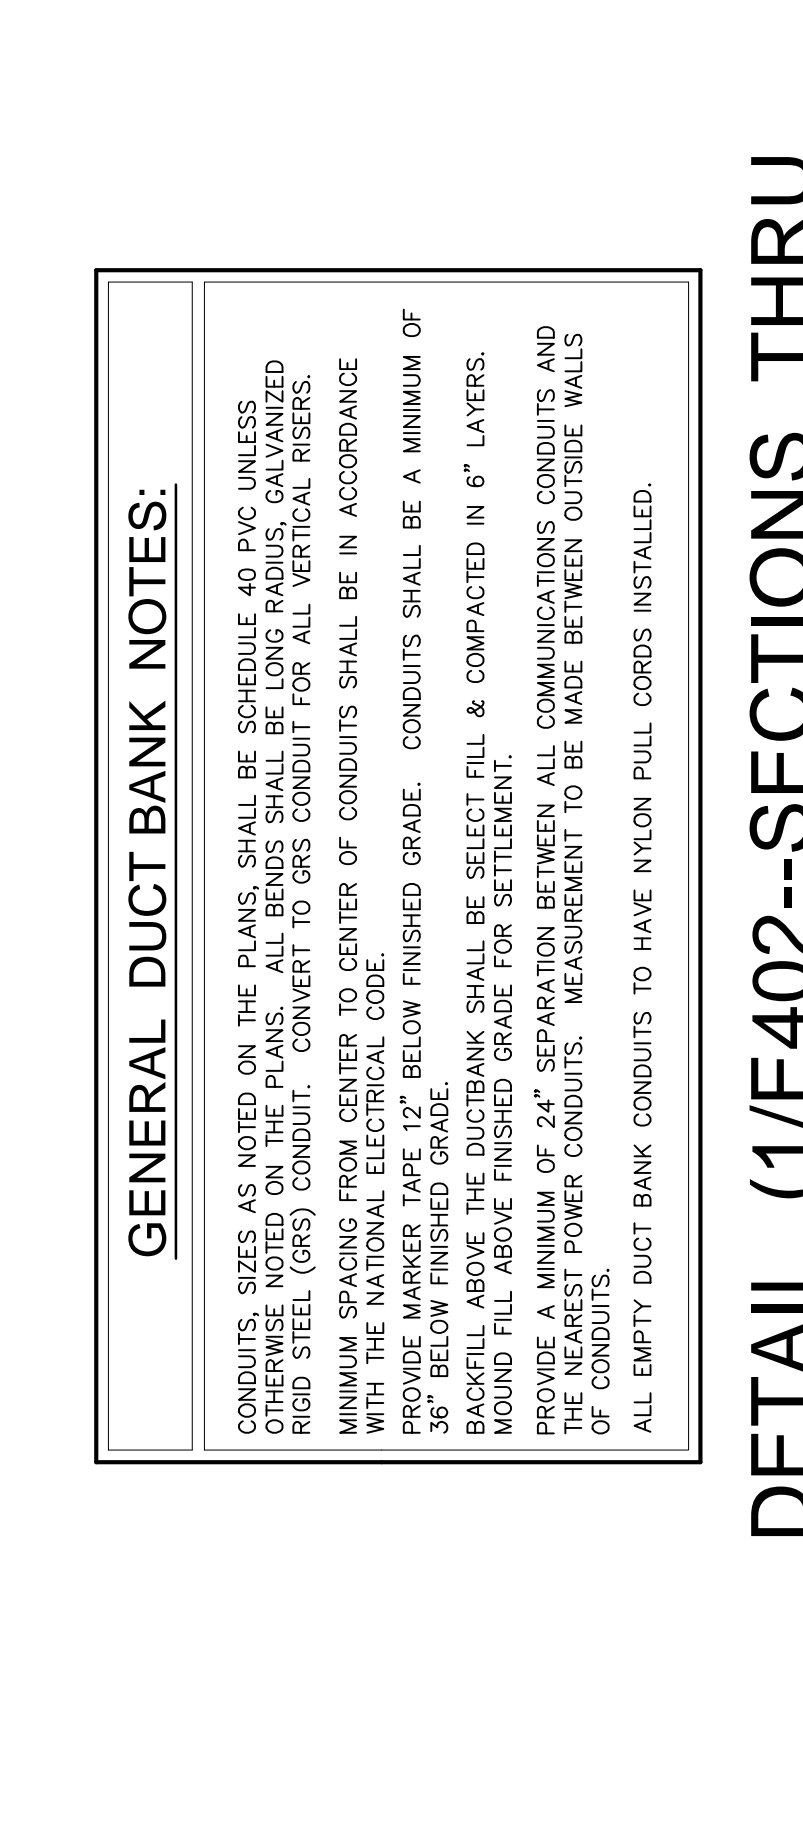 GENERAL DUCT BANK NOTES:
CONDUITS, SIZES AS NOTED ON THE PLANS, SHALL BE SCHEDULE 40 PVC UNLESS
OTHERWISE NOTED ON THE PLANS. ALL BENDS SHALL BE LONG RADIUS, GALVANIZED
RIGID STEEL (GRS) CONDUIT. CONVERT TO GRS CONDUIT FOR ALL VERTICAL RISERS.
MINIMUM SPACING FROM CENTER TO CENTER OF CONDUITS SHALL BE IN ACCORDANCE
WITH THE NATIONAL ELECTRICAL CODE.
PROVIDE MARKER TAPE 12” BELOW FINISHED GRADE. CONDUITS SHALL BE A MINIMUM OF
36” BELOW FINISHED GRADE.
BACKFILL ABOVE THE DUCTBANK SHALL BE SELECT FILL & COMPACTED IN 6” LAYERS.
MOUND FILL ABOVE FINISHED GRADE FOR SETTLEMENT.
PROVIDE A MINIMUM OF 24” SEPARATION BETWEEN ALL COMMUNICATIONS CONDUITS AND
THE NEAREST POWER CONDUITS. MEASUREMENT TO BE MADE BETWEEN OUTSIDE WALLS
OF CONDUITS.
ALL EMPTY DUCT BANK CONDUITS TO HAVE NYLON PULL CORDS INSTALLED.
DETAIL (1/E402--SECTIONS THRU